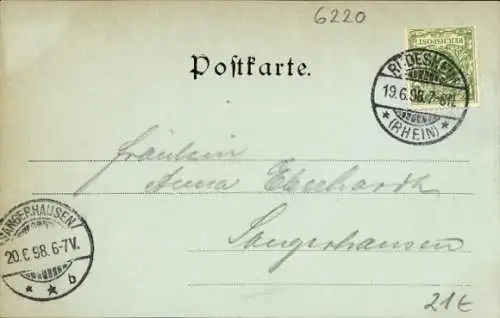 6220
REICHSPOST
Postkarte.
RÜDESHEIM
19.6.98.7-8N.
* (RHEIN) *
Fräulein
Anna Eberhardt
Sangerhausen
SANGERHAUSEN
20.6.98.6-7V.
* * b
21€